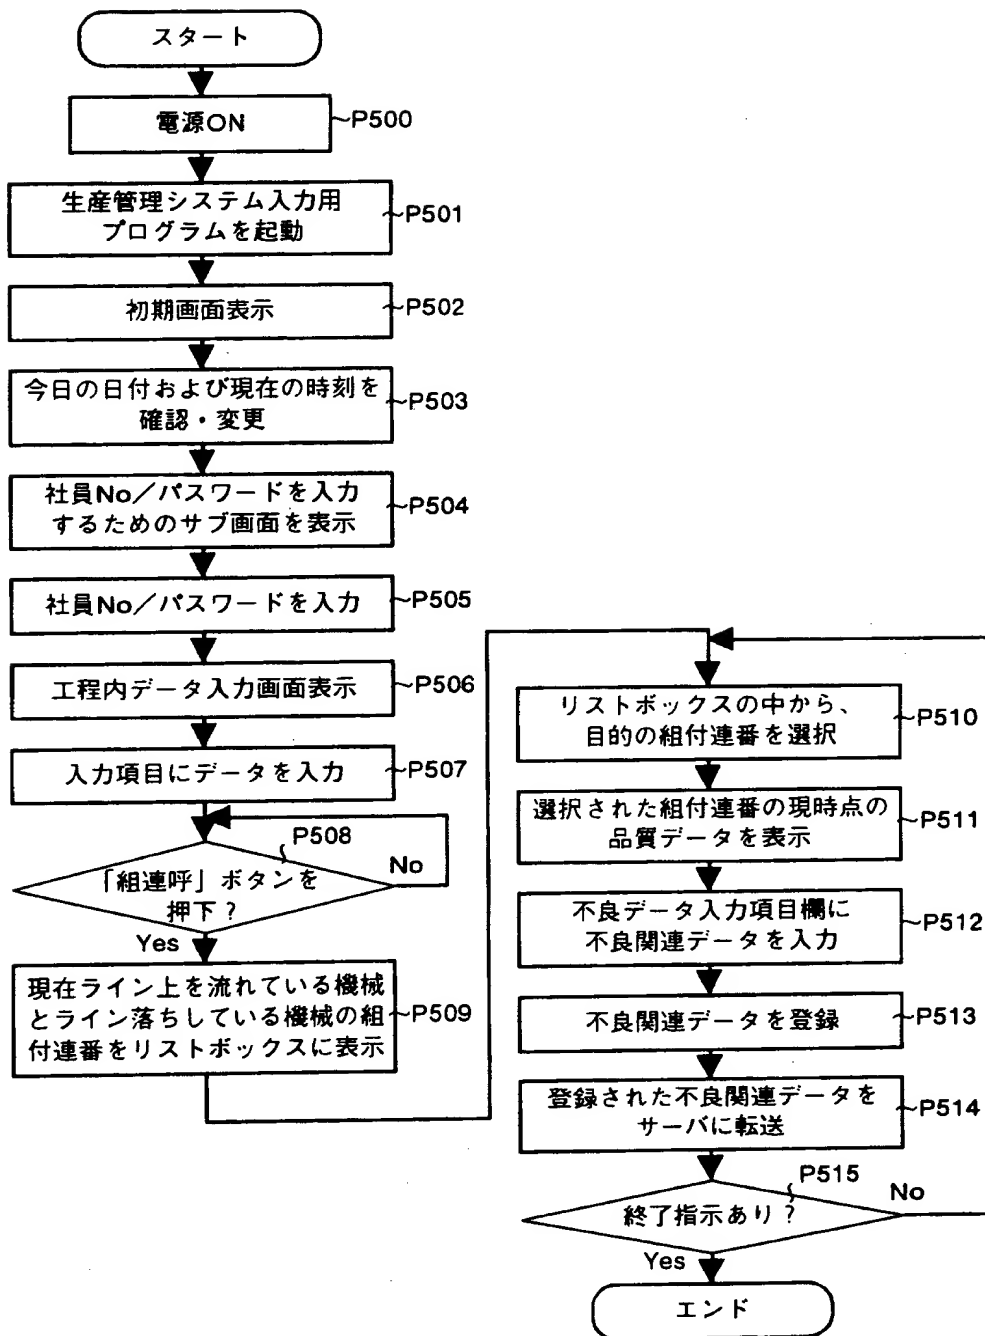 スタート
電源ON
P500
生産管理システム入力用
プログラムを起動
P501
初期画面表示
P502
今日の日付および現在の時刻を
確認・変更
P503
社員No／パスワードを入力
するためのサブ画面を表示
P504
社員No／パスワードを入力
P505
工程内データ入力画面表示
P506
入力項目にデータを入力
P507
P508
「組連呼」ボタンを
押下？
No
Yes
現在ライン上を流れている機械
とライン落ちしている機械の組
付連番をリストボックスに表示
P509
リストボックスの中から、
目的の組付連番を選択
P510
選択された組付連番の現時点の
品質データを表示
P511
不良データ入力項目欄に
不良関連データを入力
P512
不良関連データを登録
P513
登録された不良関連データを
サーバに転送
P514
P515
終了指示あり？
No
Yes
エンド